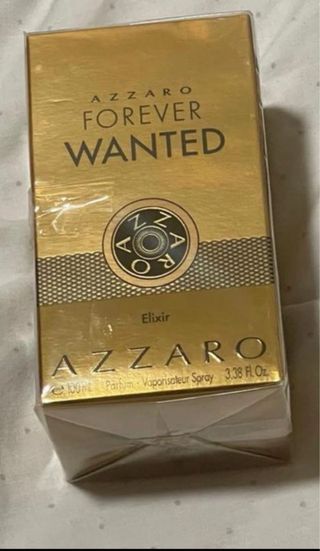 AZZARO
FOREVER
WANTED
AZZARO
Elixir
AZZARO
e 100 ml Parfum - Vaporisateur Spray 3.38 Fl. Oz.